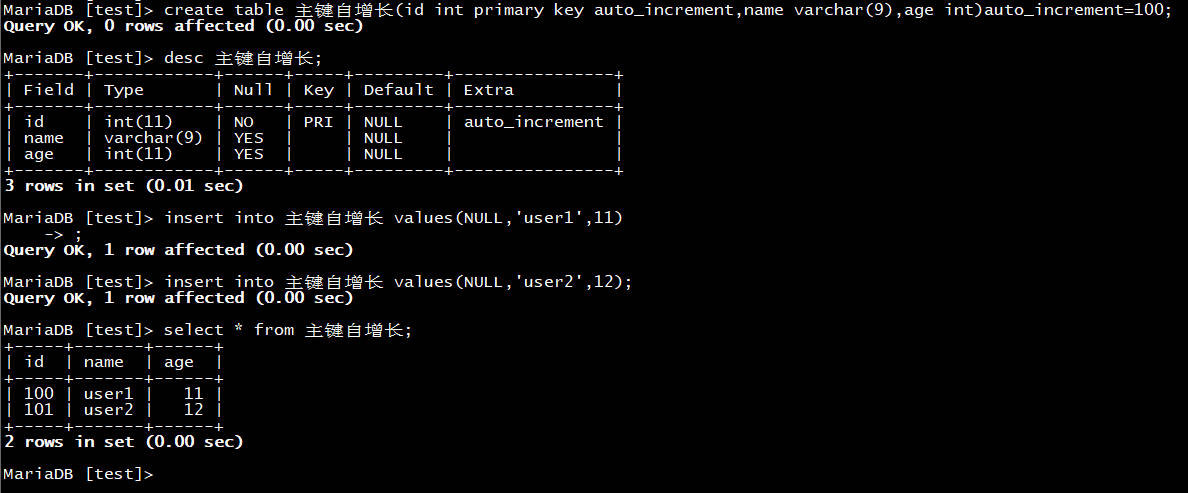 MariaDB [test]> create table 主键自增长(id int primary key auto_increment,name varchar(9),age int)auto_increment=100;
Query OK, 0 rows affected (0.00 sec)
MariaDB [test]> desc 主键自增长;
+-------+------------+------+-----+---------+----------------+
| Field | Type       | Null | Key | Default | Extra          |
+-------+------------+------+-----+---------+----------------+
| id    | int(11)    | NO   | PRI | NULL    | auto_increment |
| name  | varchar(9) | YES  |     | NULL    |                |
| age   | int(11)    | YES  |     | NULL    |                |
+-------+------------+------+-----+---------+----------------+
3 rows in set (0.01 sec)
MariaDB [test]> insert into 主键自增长 values(NULL,'user1',11)
    -> ;
Query OK, 1 row affected (0.00 sec)
MariaDB [test]> insert into 主键自增长 values(NULL,'user2',12);
Query OK, 1 row affected (0.00 sec)
MariaDB [test]> select * from 主键自增长;
+-----+-------+------+
| id  | name  | age  |
+-----+-------+------+
| 100 | user1 |   11 |
| 101 | user2 |   12 |
+-----+-------+------+
2 rows in set (0.00 sec)
MariaDB [test]>